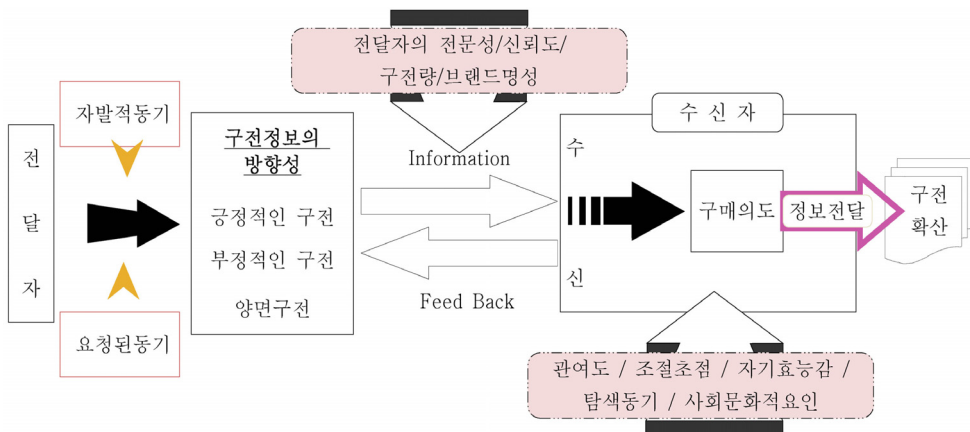 전달자의 전문성/신뢰도/
구전량/브랜드명성
자발적동기
전
달
자
요청된동기
구전정보의
방향성
긍정적인 구전
부정적인 구전
양면구전
Information
Feed Back
수 신 자
수
신
구매의도
정보전달
구전
확산
관여도 / 조절초점 / 자기효능감 /
탐색동기 / 사회문화적요인